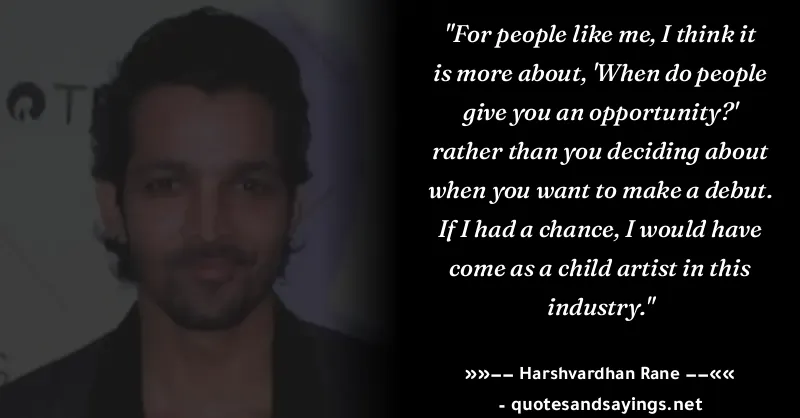 "For people like me, I think it
is more about, 'When do people
give you an opportunity?'
rather than you deciding about
when you want to make a debut.
If I had a chance, I would have
come as a child artist in this
industry."
»»−− Harshvardhan Rane −−««
- quotesandsayings.net